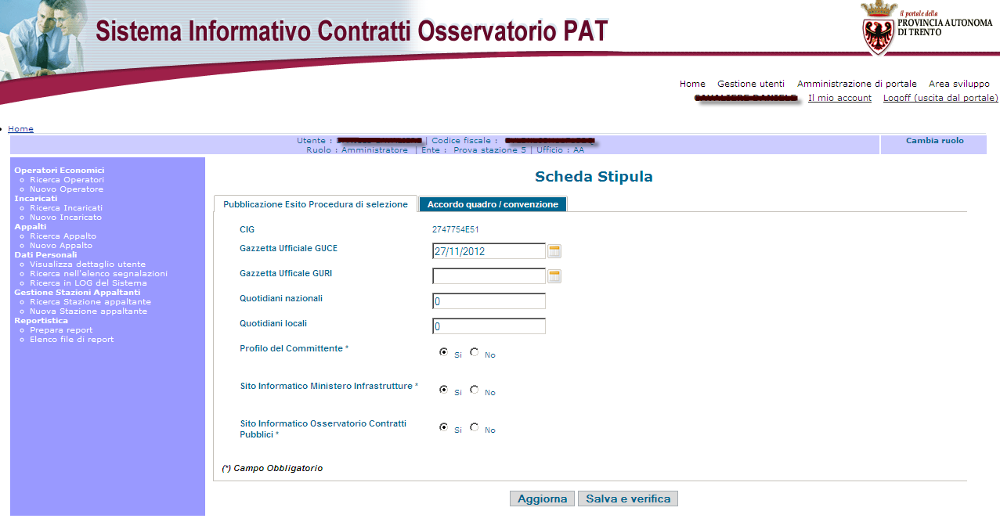 Sistema Informativo Contratti Osservatorio PAT
il portale della
PROVINCIA AUTONOMA
DI TRENTO
Home Gestione utenti Amministrazione di portale Area sviluppo
Il mio account Logoff (uscita dal portale)
Home
Utente : | Codice fiscale :
Ruolo : Amministratore | Ente : Prova stazione 5 | Ufficio : AA
Cambia ruolo
Operatori Economici
Ricerca Operatori
Nuovo Operatore
Incaricati
Ricerca Incaricati
Nuovo Incaricato
Appalti
Ricerca Appalto
Nuovo Appalto
Dati Personali
Visualizza dettaglio utente
Ricerca nell'elenco segnalazioni
Ricerca in LOG del Sistema
Gestione Stazioni Appaltanti
Ricerca Stazione appaltante
Nuova Stazione appaltante
Reportistica
Prepara report
Elenco file di report
Scheda Stipula
Pubblicazione Esito Procedura di selezione Accordo quadro / convenzione
CIG 2747754E51
Gazzetta Ufficiale GUCE 27/11/2012
Gazzetta Ufficale GURI
Quotidiani nazionali 0
Quotidiani locali 0
Profilo del Committente * Si No
Sito Informatico Ministero Infrastrutture * Si No
Sito Informatico Osservatorio Contratti
Pubblici * Si No
(*) Campo Obbligatorio
Aggiorna Salva e verifica